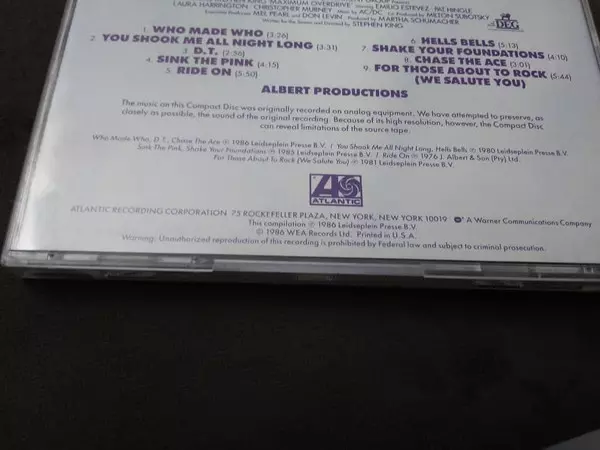 KING'S "MAXIMUM OVERDRIVE" Starring EMILIO ESTEVEZ · PAT HINGLE
LAURA HARRINGTON · CHRISTOPHER MURNEY Music by AC/DC Co-Produced by MILTON SUBOTSKY
Executive Producers MEL PEARL and DON LEVIN Produced by MARTHA SCHUMACHER
Written for the Screen and Directed by STEPHEN KING
DEG
1. WHO MADE WHO (3:26)
2. YOU SHOOK ME ALL NIGHT LONG (3:31)
3. D.T. (2:56)
4. SINK THE PINK (4:15)
5. RIDE ON (5:50)
6. HELLS BELLS (5:13)
7. SHAKE YOUR FOUNDATIONS (4:10)
8. CHASE THE ACE (3:01)
9. FOR THOSE ABOUT TO ROCK (5:44)
(WE SALUTE YOU)
ALBERT PRODUCTIONS
The music on this Compact Disc was originally recorded on analog equipment. We have attempted to preserve, as
closely as possible, the sound of the original recording. Because of its high resolution, however, the Compact Disc
can reveal limitations of the source tape.
Who Made Who, D.T., Chase The Ace ℗ 1986 Leidseplein Presse B.V. / You Shook Me All Night Long, Hells Bells ℗ 1980 Leidseplein Presse B.V.
Sink The Pink, Shake Your Foundations ℗ 1985 Leidseplein Presse B.V. / Ride On ℗ 1976 J. Albert & Son (Pty) Ltd.
For Those About To Rock (We Salute You) ℗ 1981 Leidseplein Presse B.V.
ATLANTIC
ATLANTIC RECORDING CORPORATION 75 ROCKEFELLER PLAZA, NEW YORK, NEW YORK 10019 A Warner Communications Company
This compilation ℗ 1986 Leidseplein Presse B.V.
© 1986 WEA Records Ltd. Printed in U.S.A.
Warning: Unauthorized reproduction of this recording is prohibited by Federal law and subject to criminal prosecution.